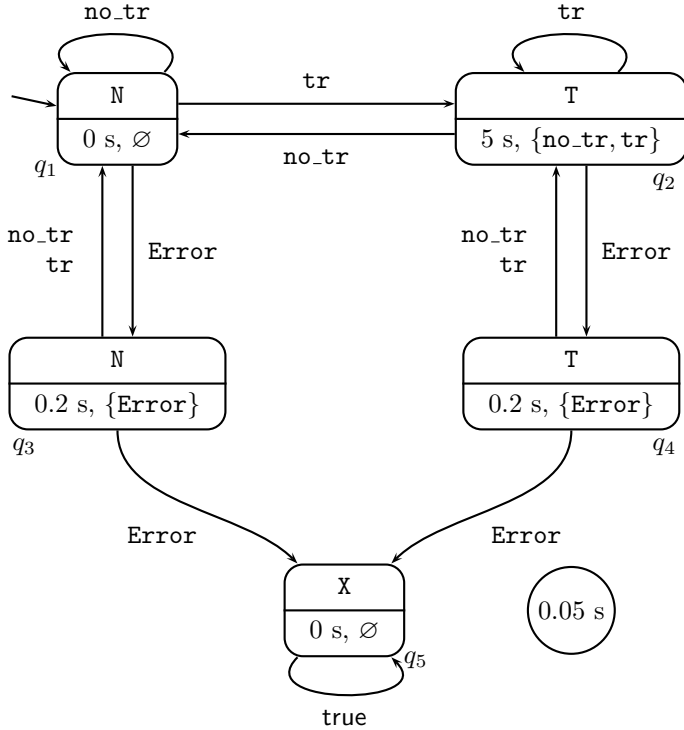 no_tr
tr
N
tr
T
0 s, ∅
5 s, {no_tr, tr}
q1
no_tr
q2
no_tr
tr
Error
no_tr
tr
Error
N
T
0.2 s, {Error}
0.2 s, {Error}
q3
q4
Error
Error
X
0 s, ∅
0.05 s
q5
true